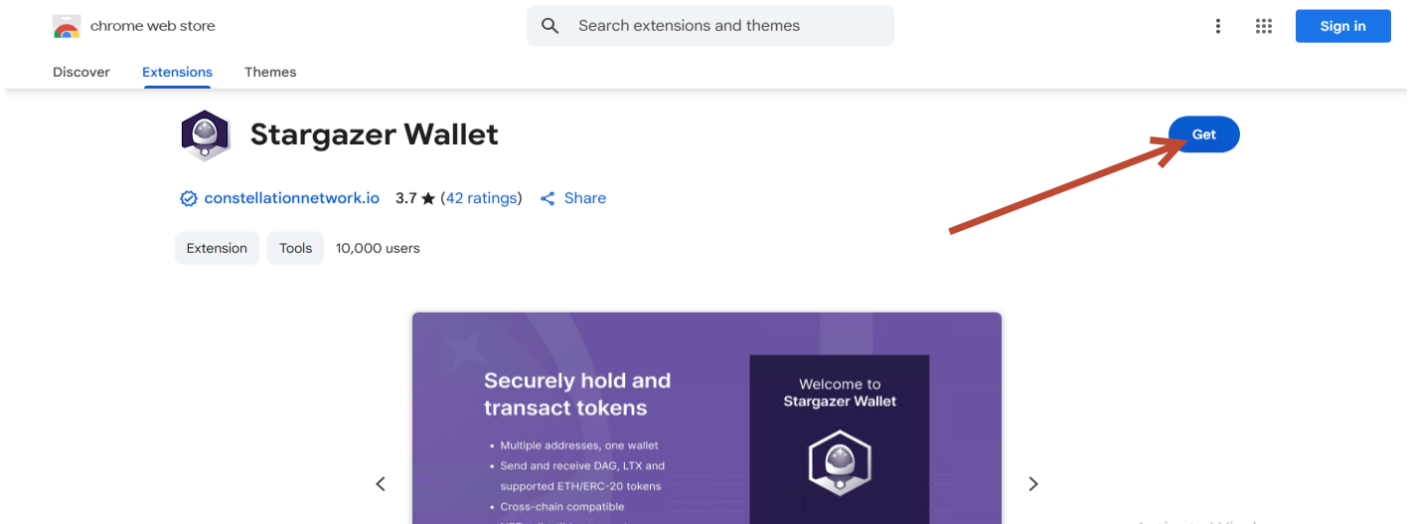 chrome web store
Search extensions and themes
Sign in
Discover Extensions Themes
Stargazer Wallet
Get
constellationnetwork.io 3.7 ★ (42 ratings) Share
Extension Tools 10,000 users
Securely hold and
transact tokens
• Multiple addresses, one wallet
• Send and receive DAG, LTX and
supported ETH/ERC-20 tokens
• Cross-chain compatible
Welcome to
Stargazer Wallet